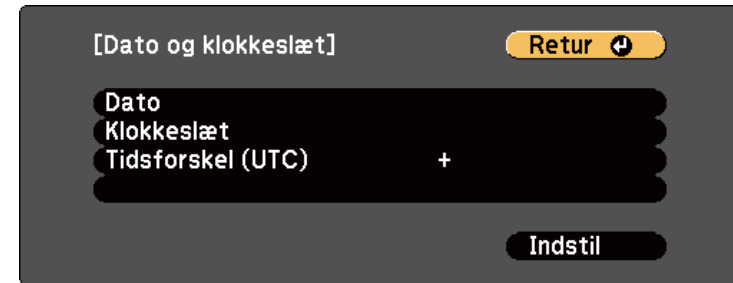 [Dato og klokkeslæt] Retur
Dato
Klokkeslæt
Tidsforskel (UTC) +
Indstil